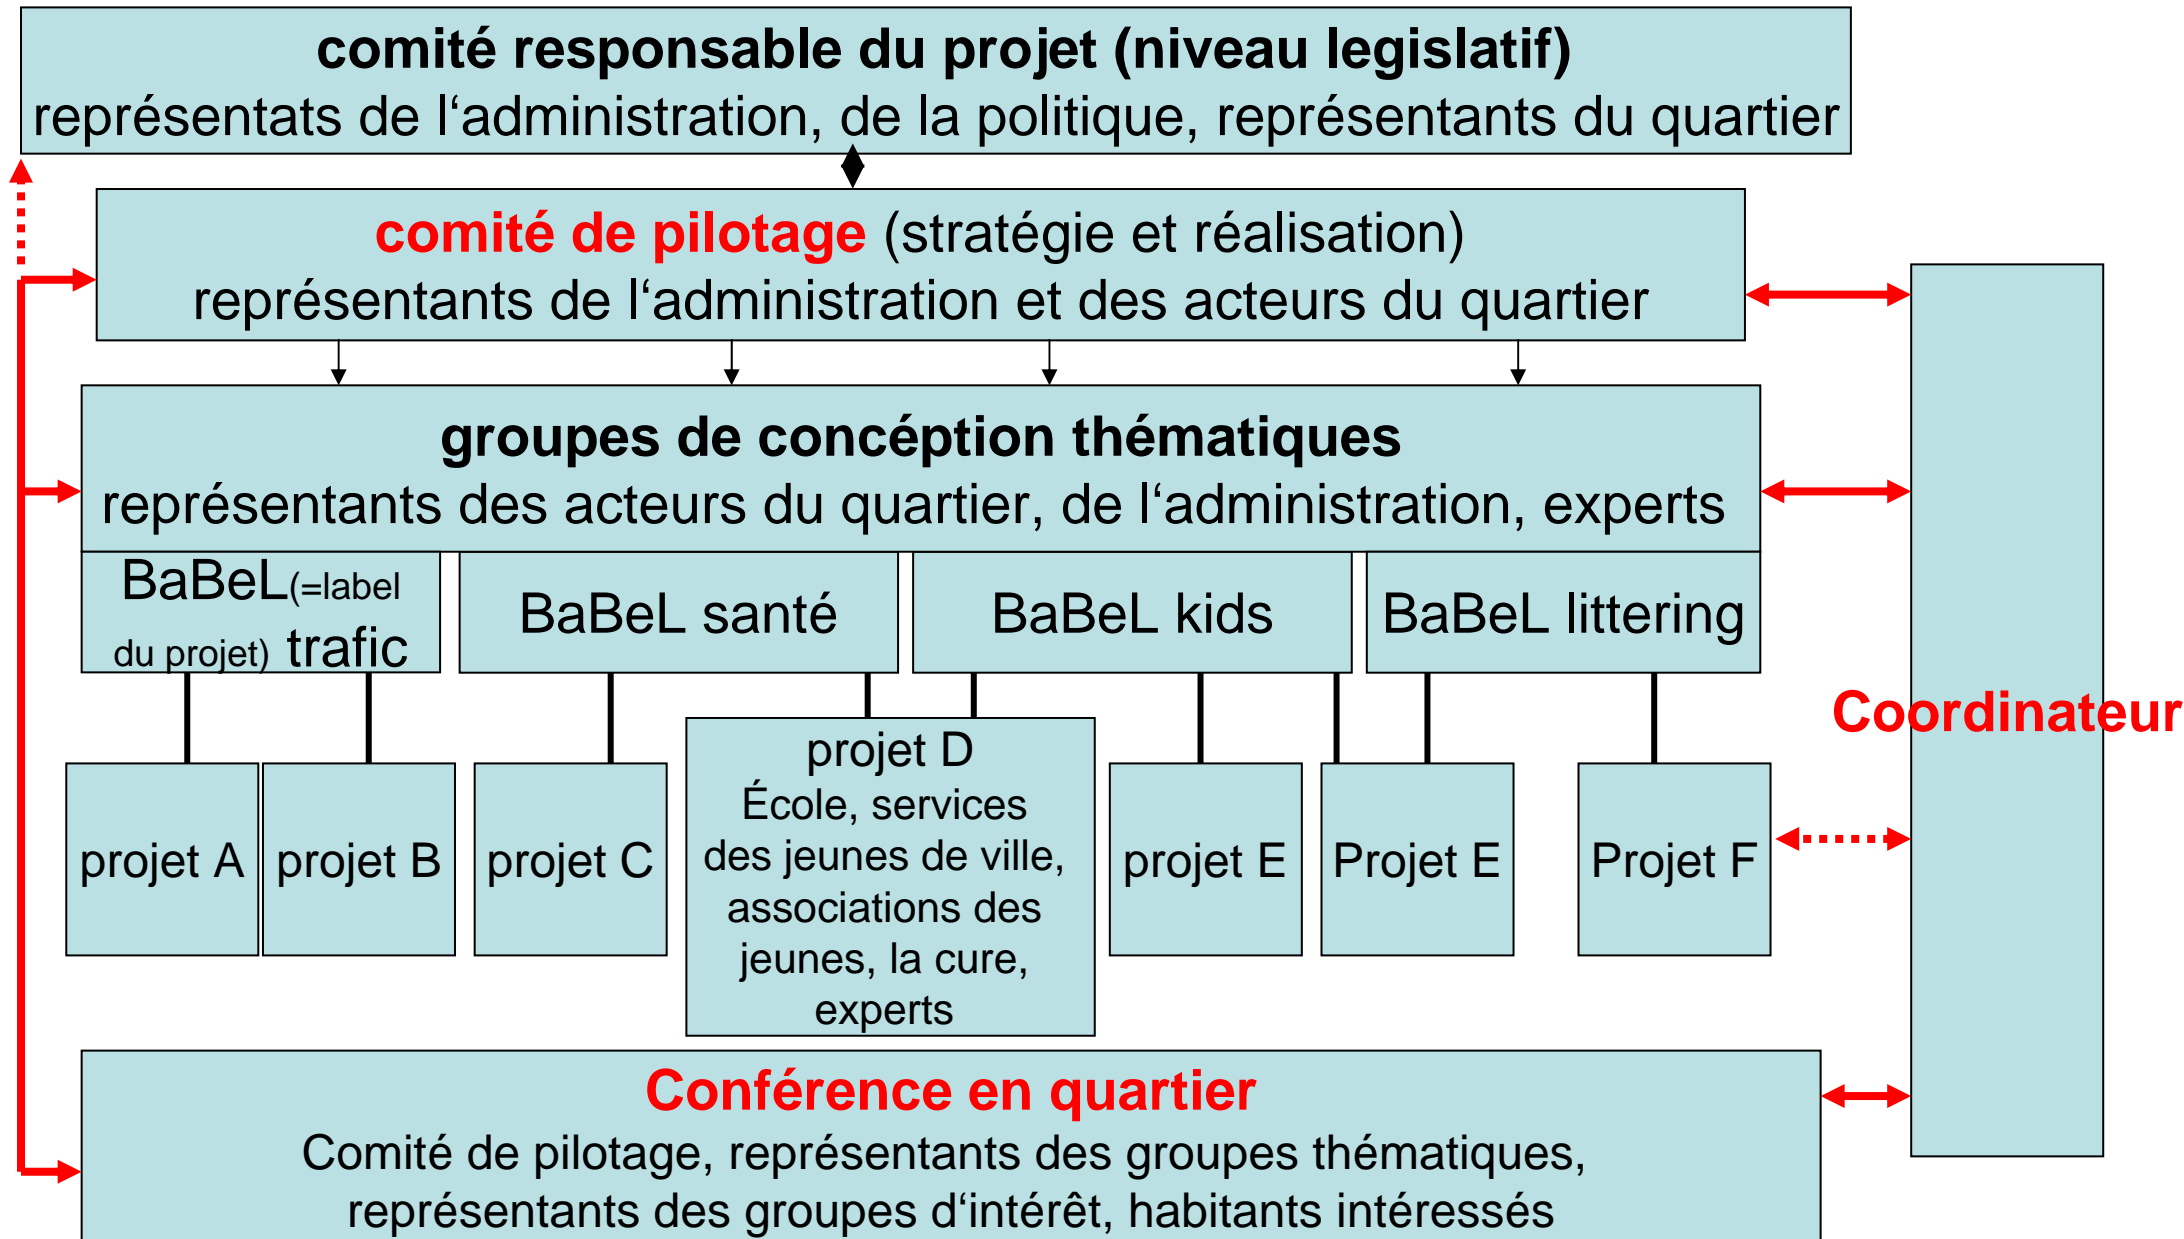 comité responsable du projet (niveau legislatif)
représentats de l‘administration, de la politique, représentants du quartier
comité de pilotage (stratégie et réalisation)
représentants de l‘administration et des acteurs du quartier
groupes de concéption thématiques
représentants des acteurs du quartier, de l‘administration, experts
BaBeL(=label
du projet) trafic
BaBeL santé
BaBeL kids
BaBeL littering
Coordinateur
projet A
projet B
projet C
projet D
École, services
des jeunes de ville,
associations des
jeunes, la cure,
experts
projet E
Projet E
Projet F
Conférence en quartier
Comité de pilotage, représentants des groupes thématiques,
représentants des groupes d‘intérêt, habitants intéressés